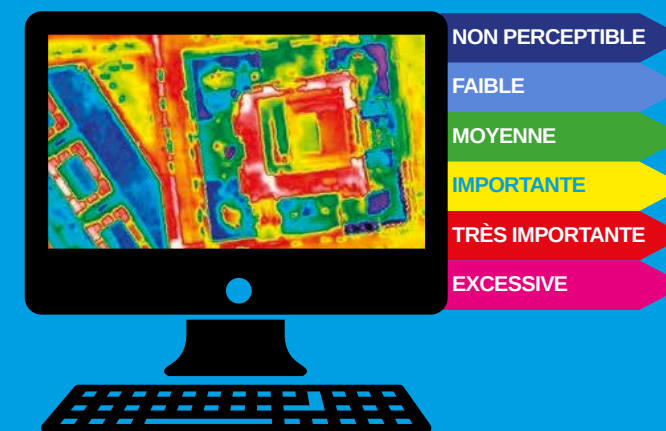 NON PERCEPTIBLE
FAIBLE
MOYENNE
IMPORTANTE
TRÈS IMPORTANTE
EXCESSIVE